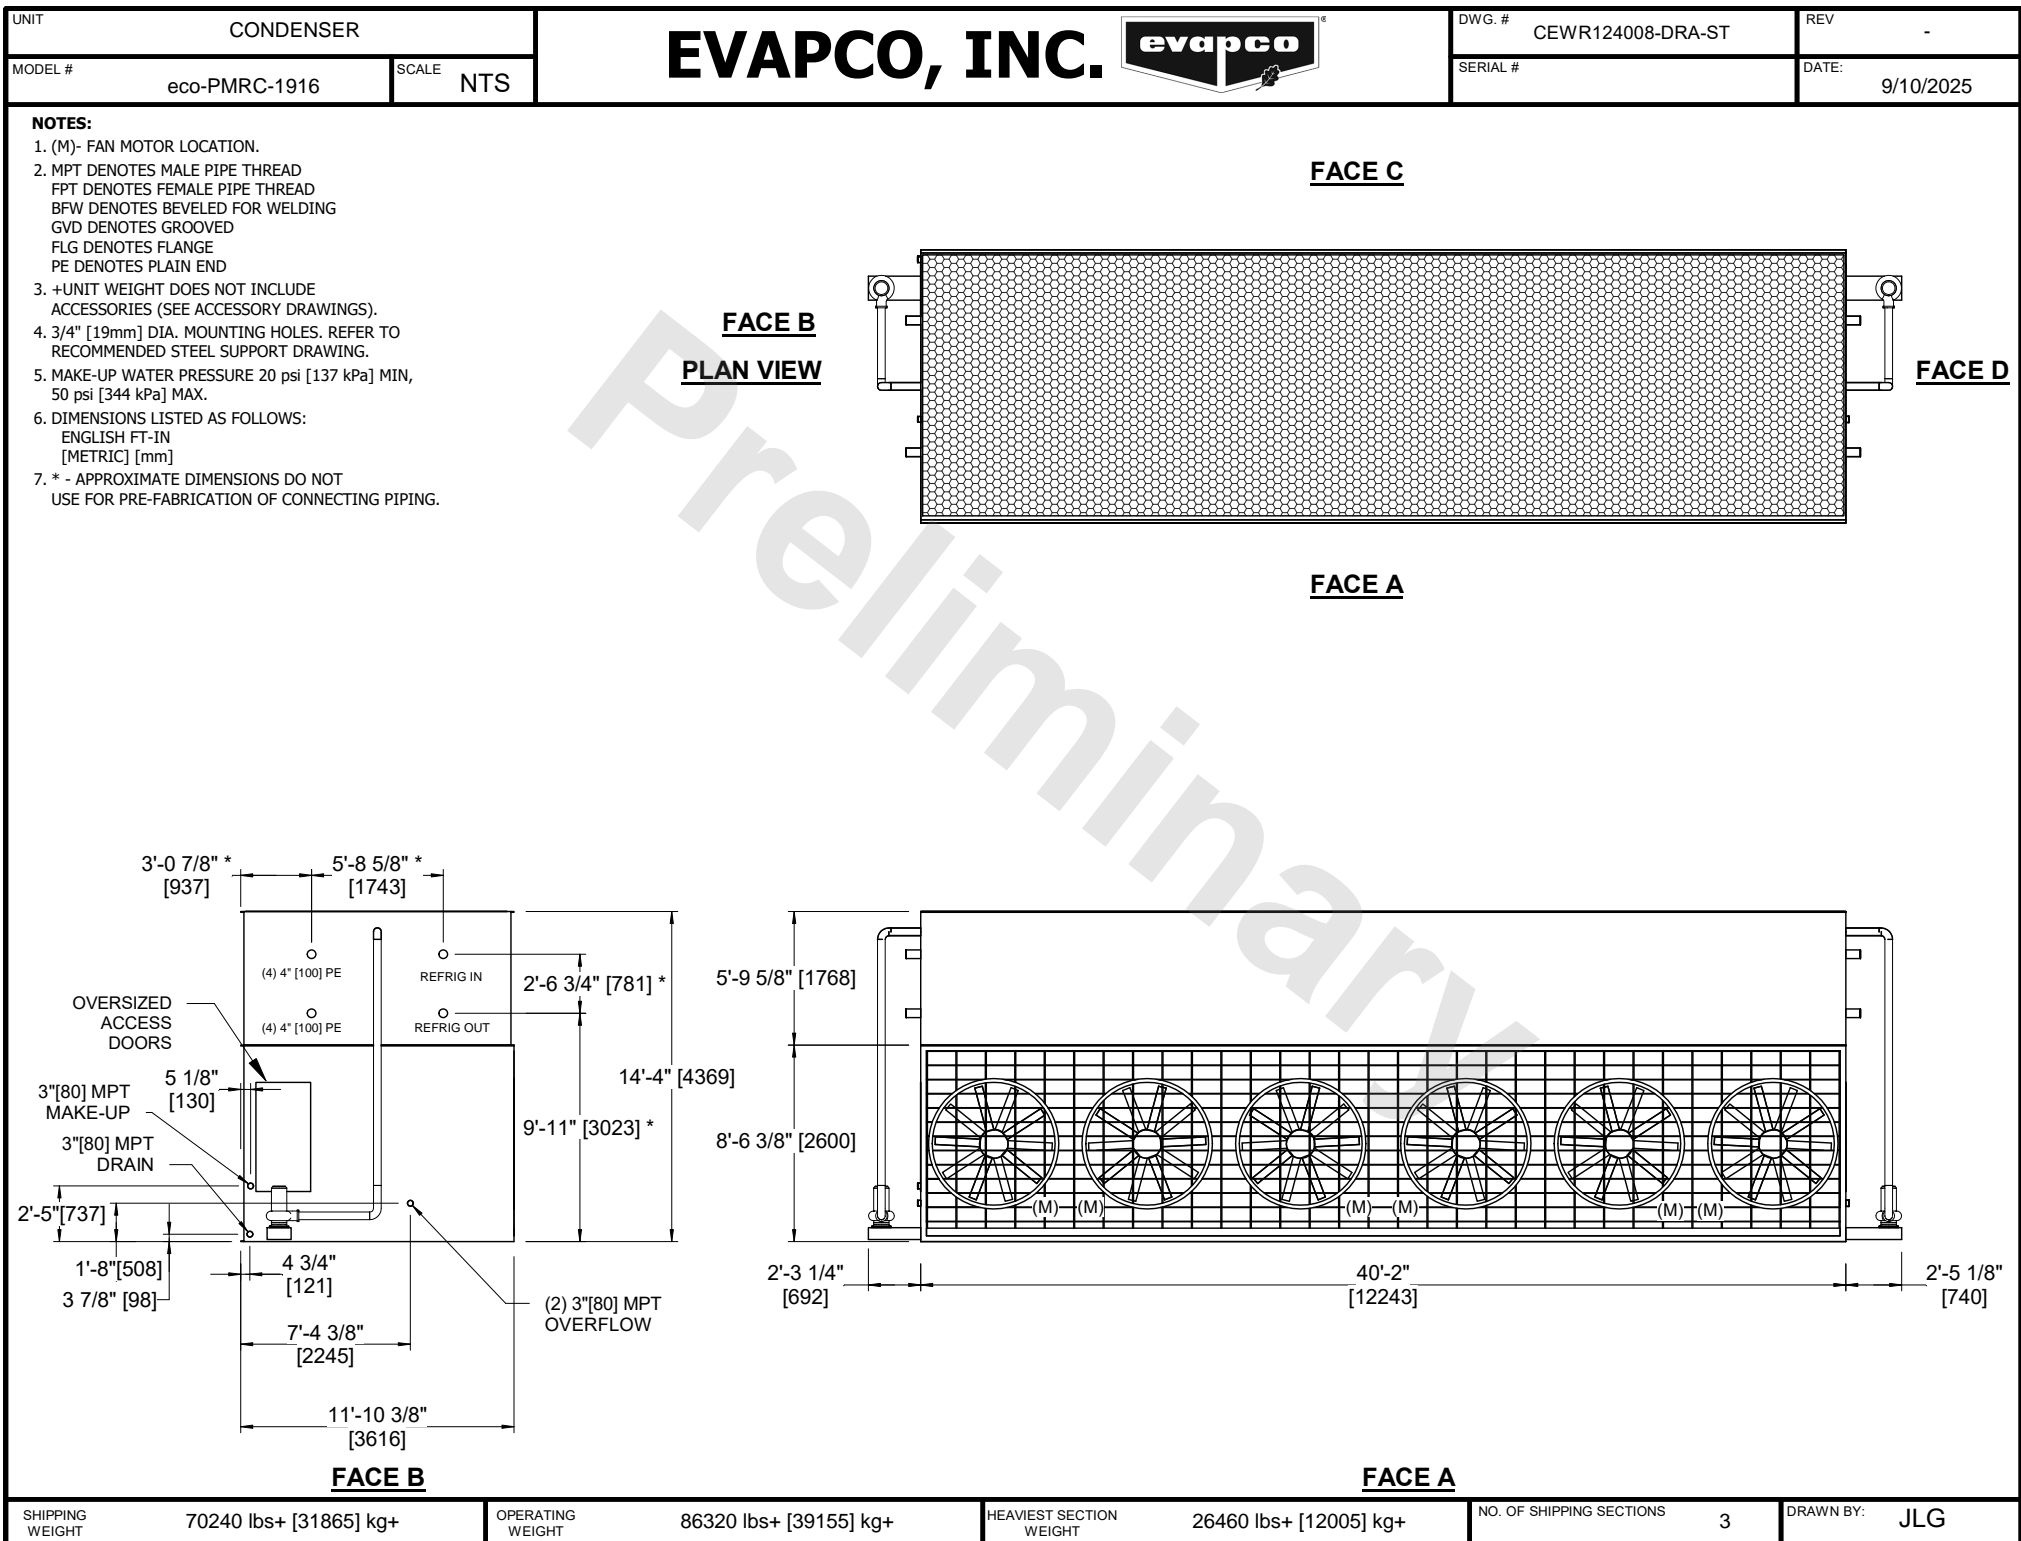 UNIT
CONDENSER
MODEL #
eco-PMRC-1916
SCALE
NTS
EVAPCO, INC.
evapco
®
DWG. #
CEWR124008-DRA-ST
REV
-
SERIAL #
DATE:
9/10/2025
NOTES:
1. (M)- FAN MOTOR LOCATION.
2. MPT DENOTES MALE PIPE THREAD
FPT DENOTES FEMALE PIPE THREAD
BFW DENOTES BEVELED FOR WELDING
GVD DENOTES GROOVED
FLG DENOTES FLANGE
PE DENOTES PLAIN END
3. +UNIT WEIGHT DOES NOT INCLUDE
ACCESSORIES (SEE ACCESSORY DRAWINGS).
4. 3/4" [19mm] DIA. MOUNTING HOLES. REFER TO
RECOMMENDED STEEL SUPPORT DRAWING.
5. MAKE-UP WATER PRESSURE 20 psi [137 kPa] MIN,
50 psi [344 kPa] MAX.
6. DIMENSIONS LISTED AS FOLLOWS:
ENGLISH FT-IN
[METRIC] [mm]
7. * - APPROXIMATE DIMENSIONS DO NOT
USE FOR PRE-FABRICATION OF CONNECTING PIPING.
FACE C
FACE B
PLAN VIEW
FACE D
FACE A
Preliminary
3'-0 7/8" *
[937]
5'-8 5/8" *
[1743]
(4) 4" [100] PE
REFRIG IN
(4) 4" [100] PE
REFRIG OUT
2'-6 3/4" [781] *
OVERSIZED
ACCESS
DOORS
5 1/8"
[130]
3"[80] MPT
MAKE-UP
3"[80] MPT
DRAIN
14'-4" [4369]
9'-11" [3023] *
2'-5"[737]
1'-8"[508]
3 7/8" [98]
4 3/4"
[121]
(2) 3"[80] MPT
OVERFLOW
7'-4 3/8"
[2245]
11'-10 3/8"
[3616]
FACE B
5'-9 5/8" [1768]
8'-6 3/8" [2600]
(M) (M) (M) (M) (M) (M)
2'-3 1/4"
[692]
40'-2"
[12243]
2'-5 1/8"
[740]
FACE A
SHIPPING
WEIGHT
70240 lbs+ [31865] kg+
OPERATING
WEIGHT
86320 lbs+ [39155] kg+
HEAVIEST SECTION
WEIGHT
26460 lbs+ [12005] kg+
NO. OF SHIPPING SECTIONS
3
DRAWN BY:
JLG